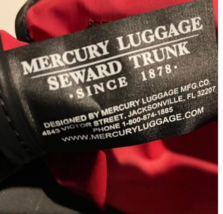 MERCURY LUGGAGE
SEWARD TRUNK
· SINCE 1878 ·
DESIGNED BY MERCURY LUGGAGE MFG. CO.
4843 VICTOR STREET, JACKSONVILLE, FL 32207
PHONE 1-800-874-1885
WWW.MERCURYLUGGAGE.COM